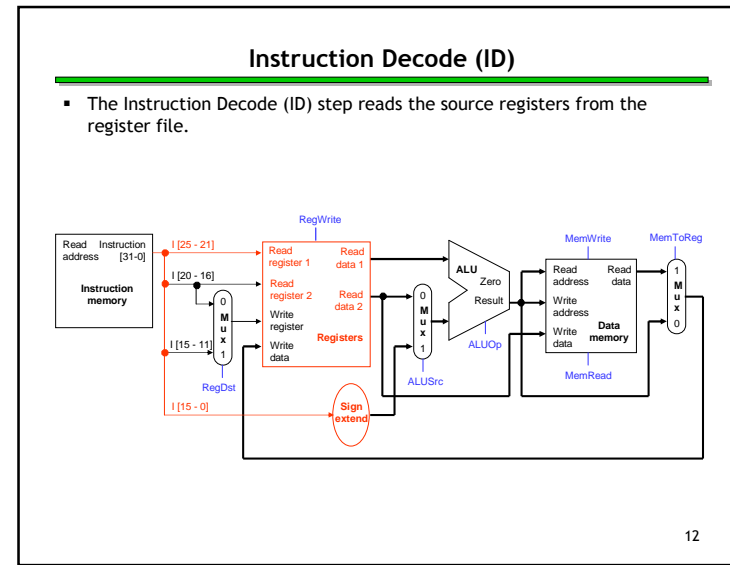 Instruction Decode (ID)
▪ The Instruction Decode (ID) step reads the source registers from the
register file.
RegWrite
Read address
Instruction [31-0]
Instruction memory
I [25 - 21]
I [20 - 16]
I [15 - 11]
I [15 - 0]
0
M
u
x
1
RegDst
Read register 1
Read data 1
Read register 2
Read data 2
Write register
Write data
Registers
Sign extend
0
M
u
x
1
ALUSrc
ALU
Zero
Result
ALUOp
MemWrite
Read address
Read data
Write address
Write data
Data memory
MemRead
MemToReg
1
M
u
x
0
12